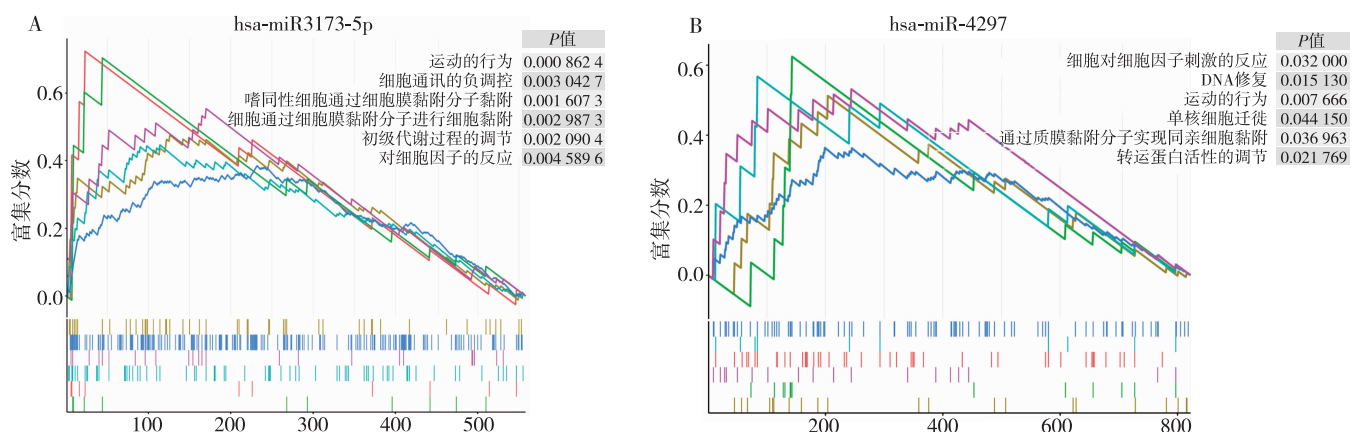 A
hsa-miR3173-5p
P值
运动的行为 0.000 862 4
细胞通讯的负调控 0.003 042 7
嗜同性细胞通过细胞膜黏附分子黏附 0.001 607 3
细胞通过细胞膜黏附分子进行细胞黏附 0.002 987 3
初级代谢过程的调节 0.002 090 4
对细胞因子的反应 0.004 589 6
富集分数
0.6
0.4
0.2
0.0
100 200 300 400 500
B
hsa-miR-4297
P值
细胞对细胞因子刺激的反应 0.032 000
DNA修复 0.015 130
运动的行为 0.007 666
单核细胞迁徙 0.044 150
通过质膜黏附分子实现同亲细胞黏附 0.036 963
转运蛋白活性的调节 0.021 769
富集分数
0.6
0.4
0.2
0.0
200 400 600 800